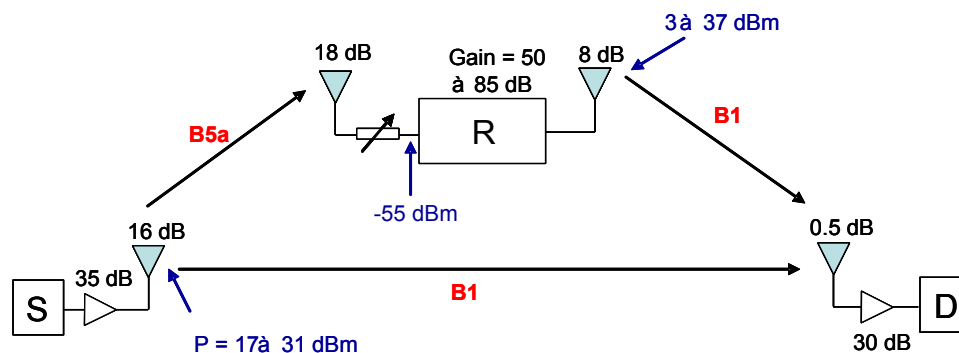 3 à 37 dBm
18 dB
Gain = 50
à 85 dB
8 dB
B5a
R
B1
-55 dBm
16 dB
0.5 dB
35 dB
S
B1
D
30 dB
P = 17à 31 dBm